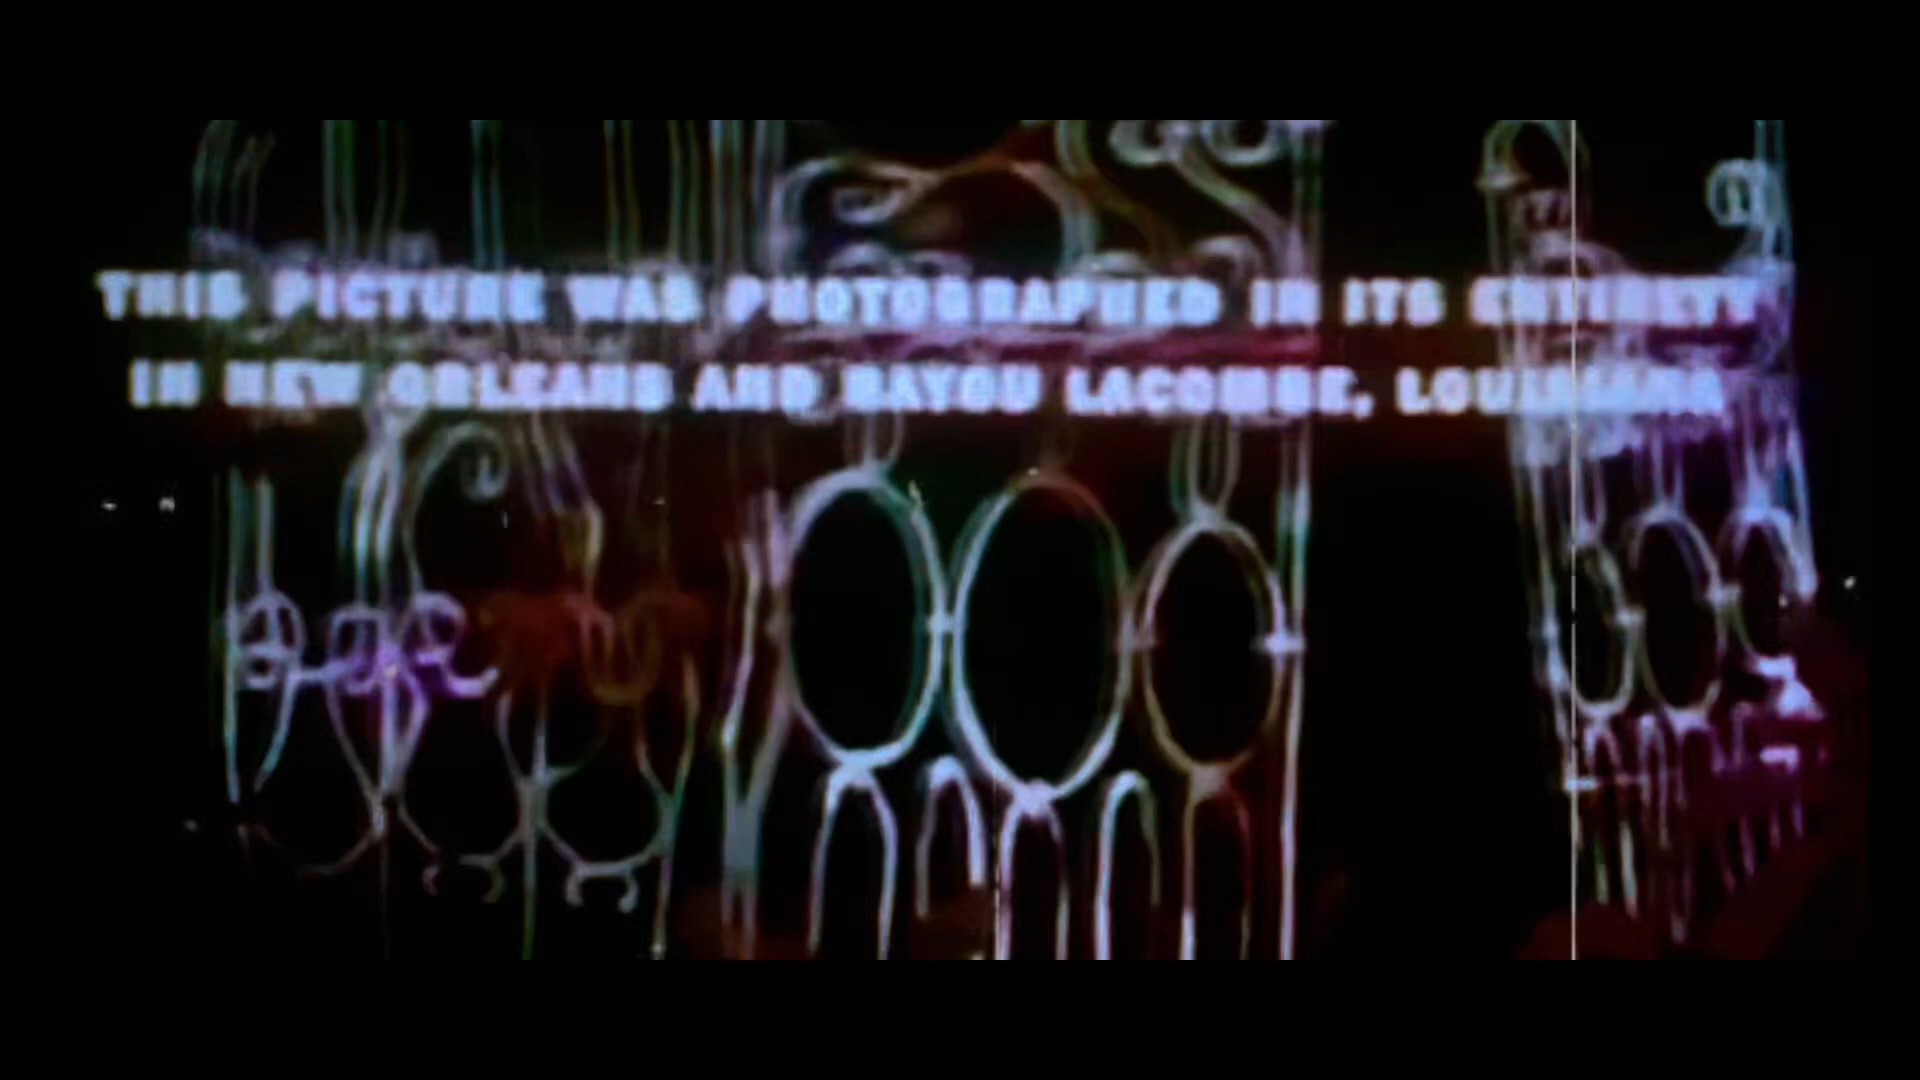 THIS PICTURE WAS PHOTOGRAPHED IN ITS ENTIRETY
IN NEW ORLEANS AND BAYOU LACOMBE, LOUISIANA